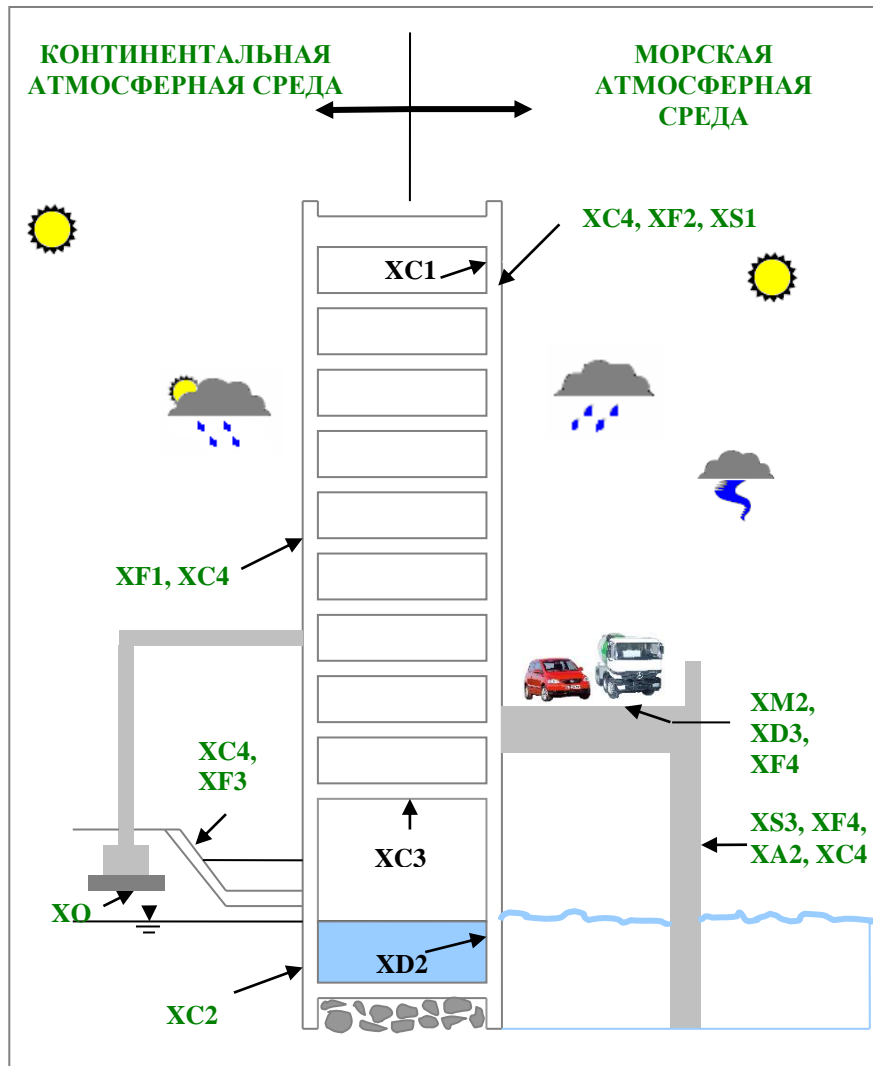 КОНТИНЕНТАЛЬНАЯ
АТМОСФЕРНАЯ СРЕДА
МОРСКАЯ
АТМОСФЕРНАЯ
СРЕДА
XC4, XF2, XS1
XC1
XF1, XC4
XC4,
XF3
XM2,
XD3,
XF4
XC3
XS3, XF4,
XA2, XC4
XO
XD2
XC2